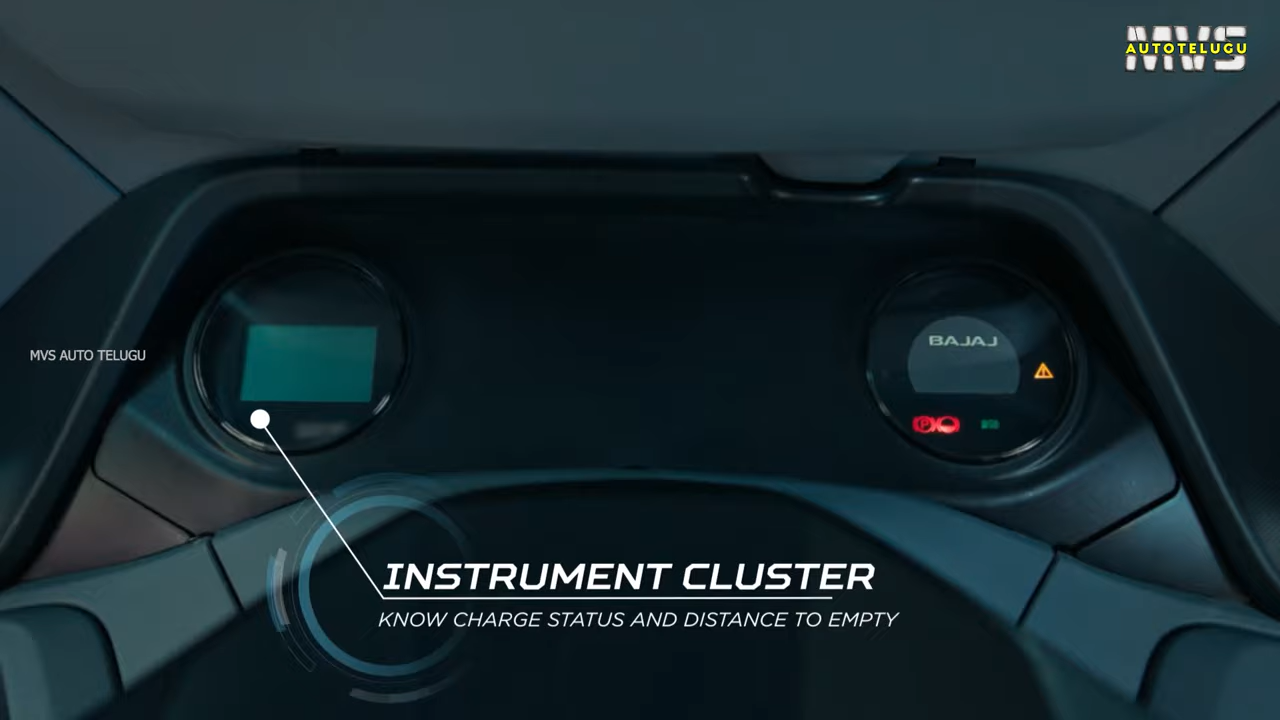 MVS
AUTOTELUGU
BAJAJ
MVS AUTO TELUGU
INSTRUMENT CLUSTER
KNOW CHARGE STATUS AND DISTANCE TO EMPTY